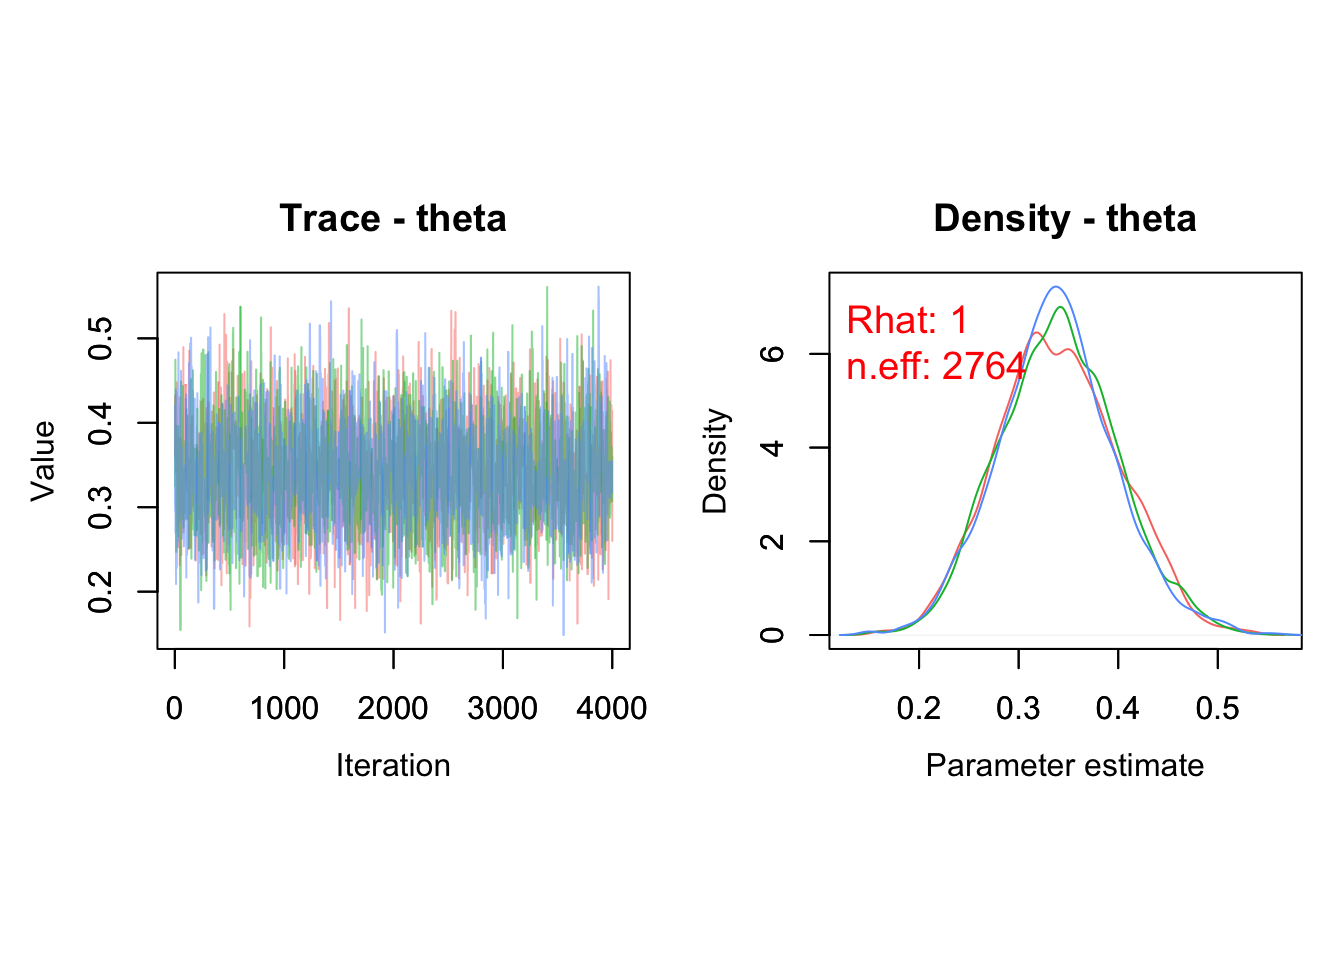 Trace - theta
Value
0.5
0.4
0.3
0.2
0 1000 2000 3000 4000
Iteration
Density - theta
Rhat: 1
n.eff: 2764
Density
6
4
2
0
0.2 0.3 0.4 0.5
Parameter estimate